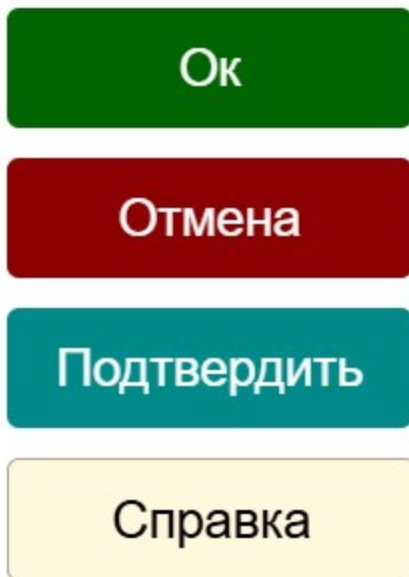 Ок
Отмена
Подтвердить
Справка